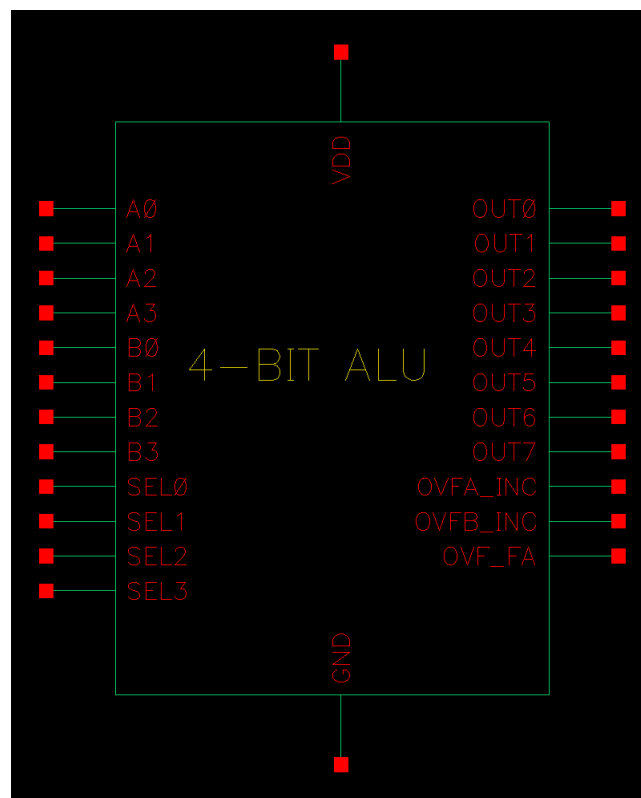 VDD
A0
A1
A2
A3
B0
B1
B2
B3
SEL0
SEL1
SEL2
SEL3
4-BIT ALU
OUT0
OUT1
OUT2
OUT3
OUT4
OUT5
OUT6
OUT7
OVFA_INC
OVFB_INC
OVF_FA
GND